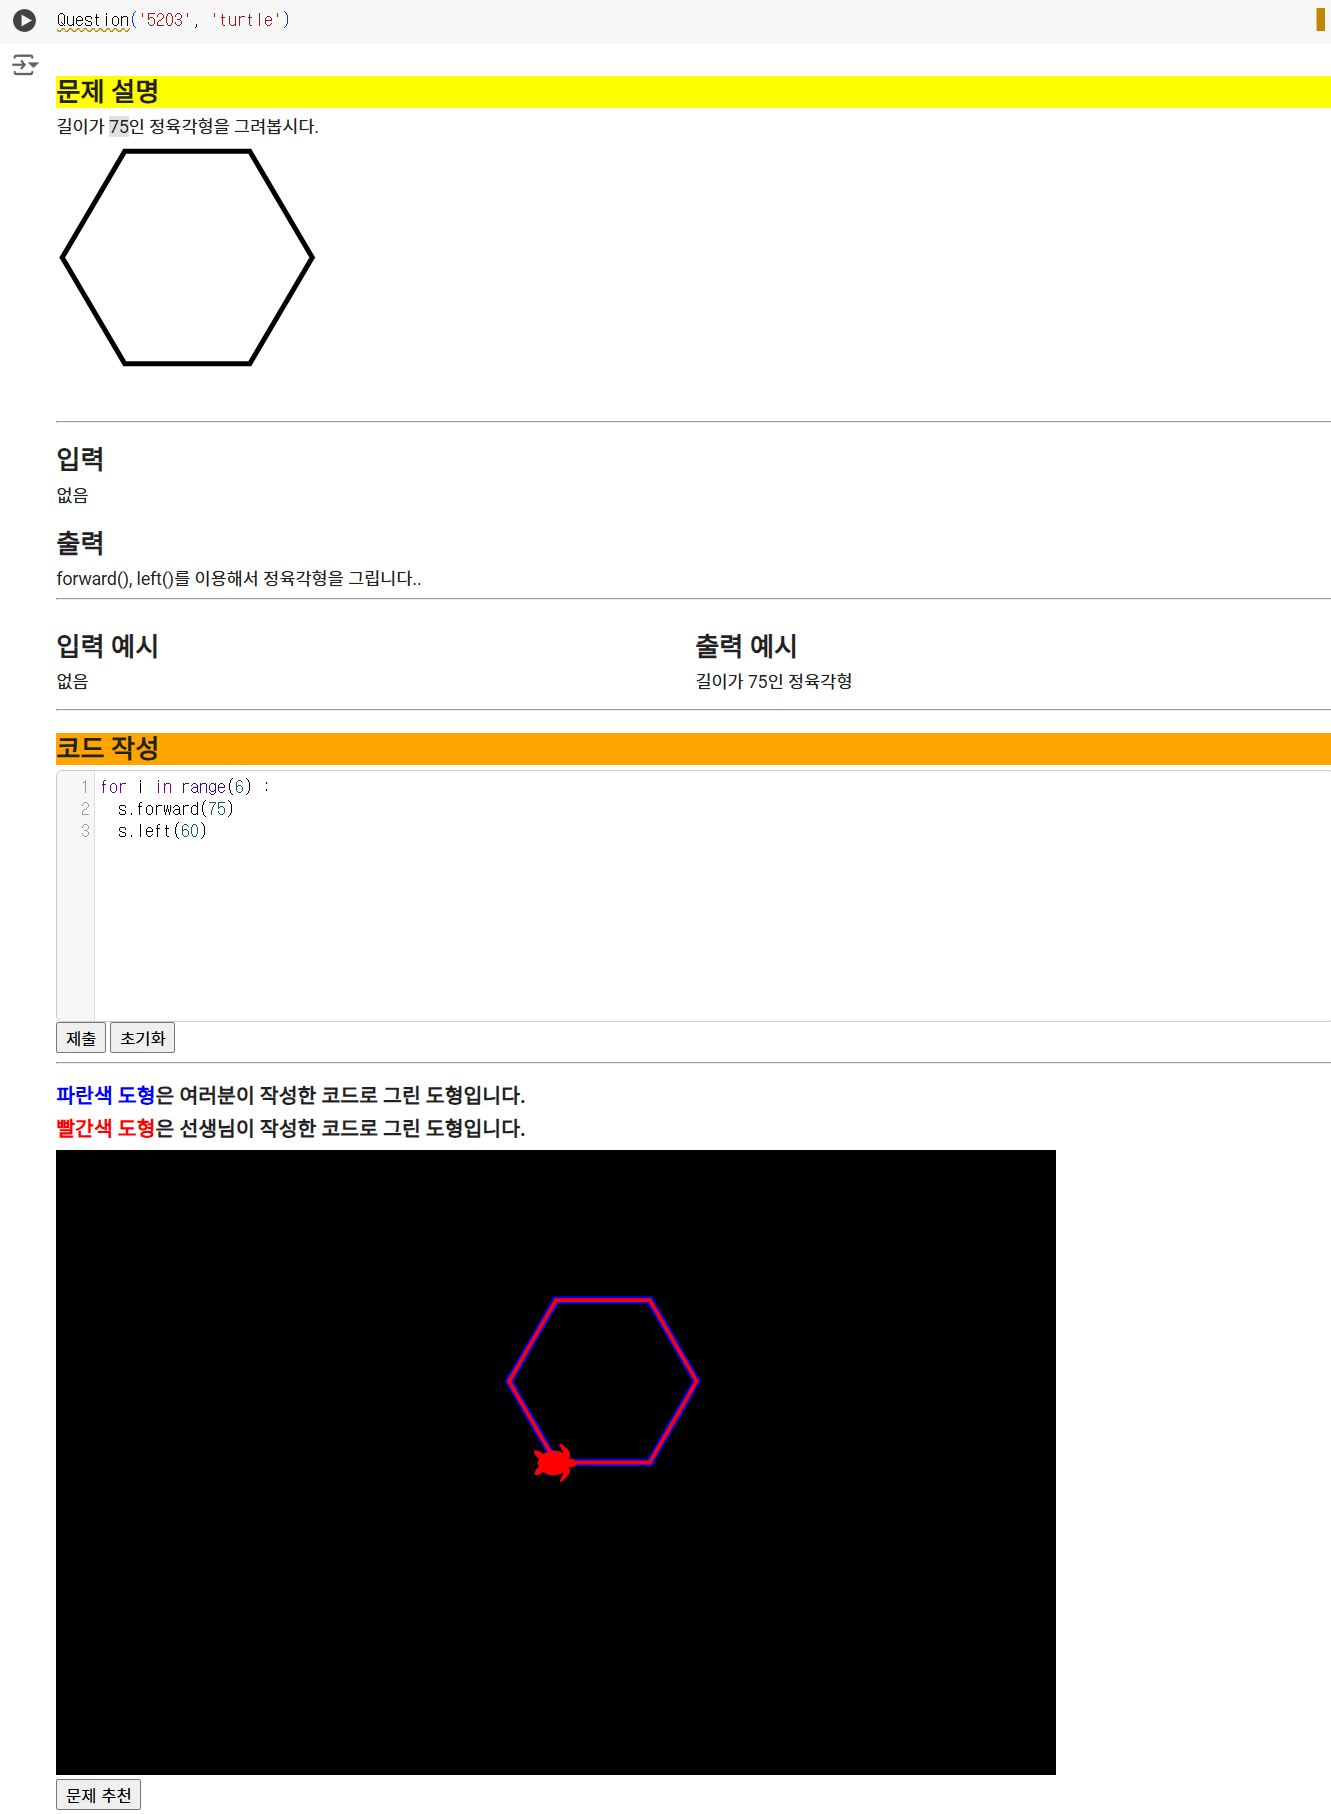 Question('5203', 'turtle')
문제 설명
길이가 75인 정육각형을 그려봅시다.
입력
없음
출력
forward(), left()를 이용해서 정육각형을 그립니다..
입력 예시
출력 예시
없음
길이가 75인 정육각형
코드 작성
1 for i in range(6) :
2   s.forward(75)
3   s.left(60)
제출 초기화
파란색 도형은 여러분이 작성한 코드로 그린 도형입니다.
빨간색 도형은 선생님이 작성한 코드로 그린 도형입니다.
문제 추천